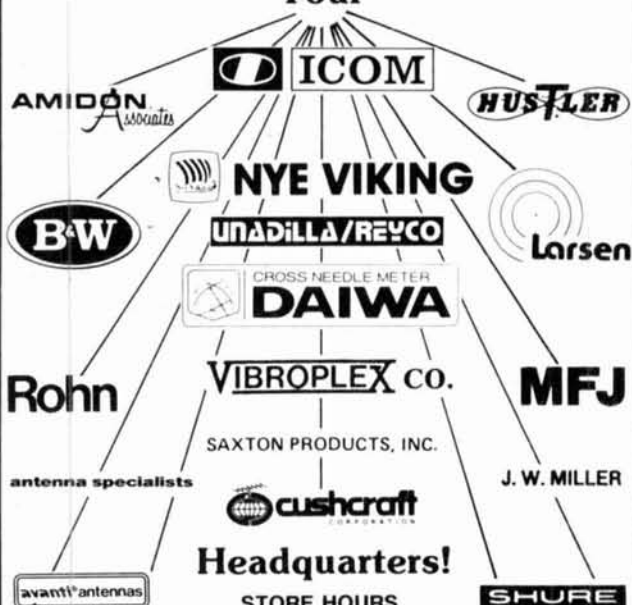 Your
ICOM
AMIDON Associates
HUSTLER
NYE VIKING
B&W
UNADILLA/REYCO
Larsen
CROSS NEEDLE METER
DAIWA
Rohn
VIBROPLEX CO.
MFJ
SAXTON PRODUCTS, INC.
antenna specialists
J. W. MILLER
cushcraft
CORPORATION
Headquarters!
avanti antennas
STORE HOURS
SHURE